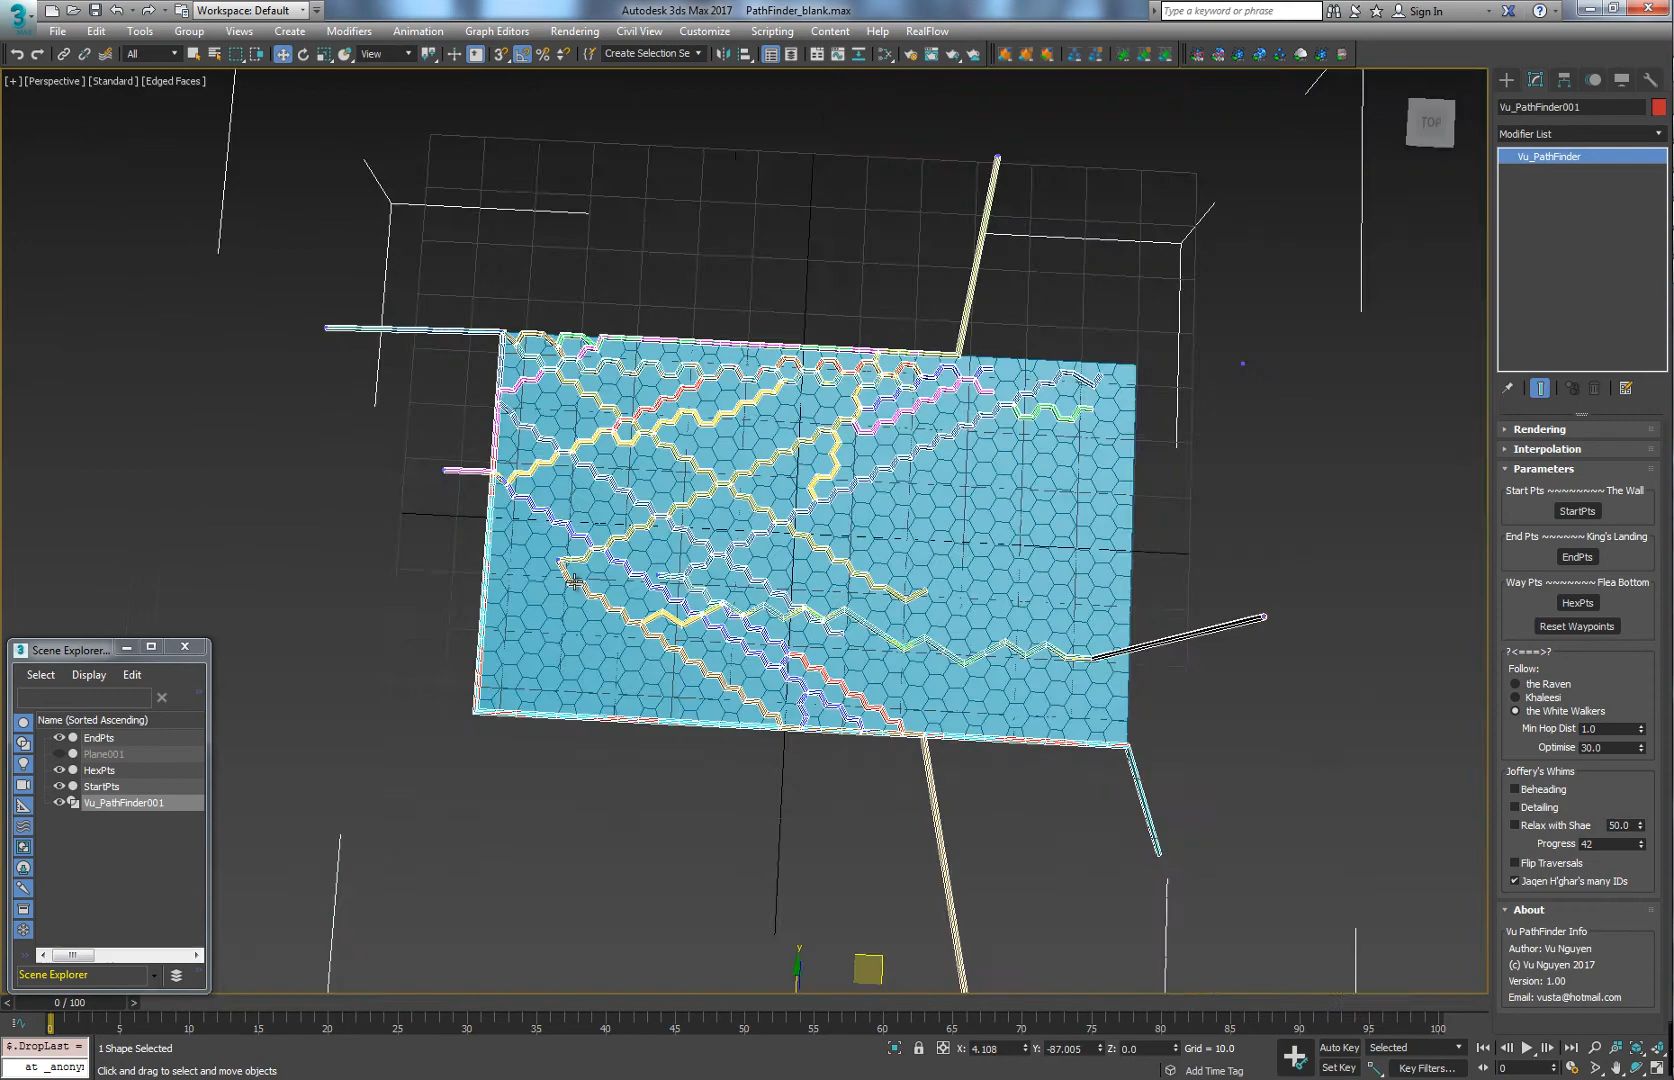 3 Workspace: Default Autodesk 3ds Max 2017 PathFinder_blank.max Type a keyword or phrase Sign In
MAX
File Edit Tools Group Views Create Modifiers Animation Graph Editors Rendering Civil View Customize Scripting Content Help RealFlow
All View 3 Create Selection Se
[+] [Perspective] [Standard] [Edged Faces]
TOP
Vu_PathFinder001
Modifier List
Vu_PathFinder
Rendering
Interpolation
Parameters
Start Pts ~~~~~~~~ The Wall
StartPts
End Pts ~~~~~~ King's Landing
EndPts
Way Pts ~~~~~~~ Flea Bottom
HexPts
Reset Waypoints
?<===>?
Follow:
the Raven
Khaleesi
the White Walkers
Min Hop Dist 1.0
Optimise 30.0
Joffery's Whims
Beheading
Detailing
Relax with Shae 50.0
Progress 42
Flip Traversals
Jaqen H'ghar's many IDs
About
Vu PathFinder Info
Author: Vu Nguyen
(c) Vu Nguyen 2017
Version: 1.00
Email: vusta@hotmail.com
3 Scene Explorer...
Select Display Edit
Name (Sorted Ascending)
EndPts
Plane001
HexPts
StartPts
Vu_PathFinder001
Scene Explorer
y
< 0 / 100 >
0 5 10 15 20 25 30 35 40 45 50 55 60 65 70 75 80 85 90 95 100
$.DropLast =
at _anony
1 Shape Selected
Click and drag to select and move objects
X: 4.108 Y: -87.005 Z: 0.0 Grid = 10.0
Add Time Tag
Auto Key Selected
Set Key Key Filters... 0